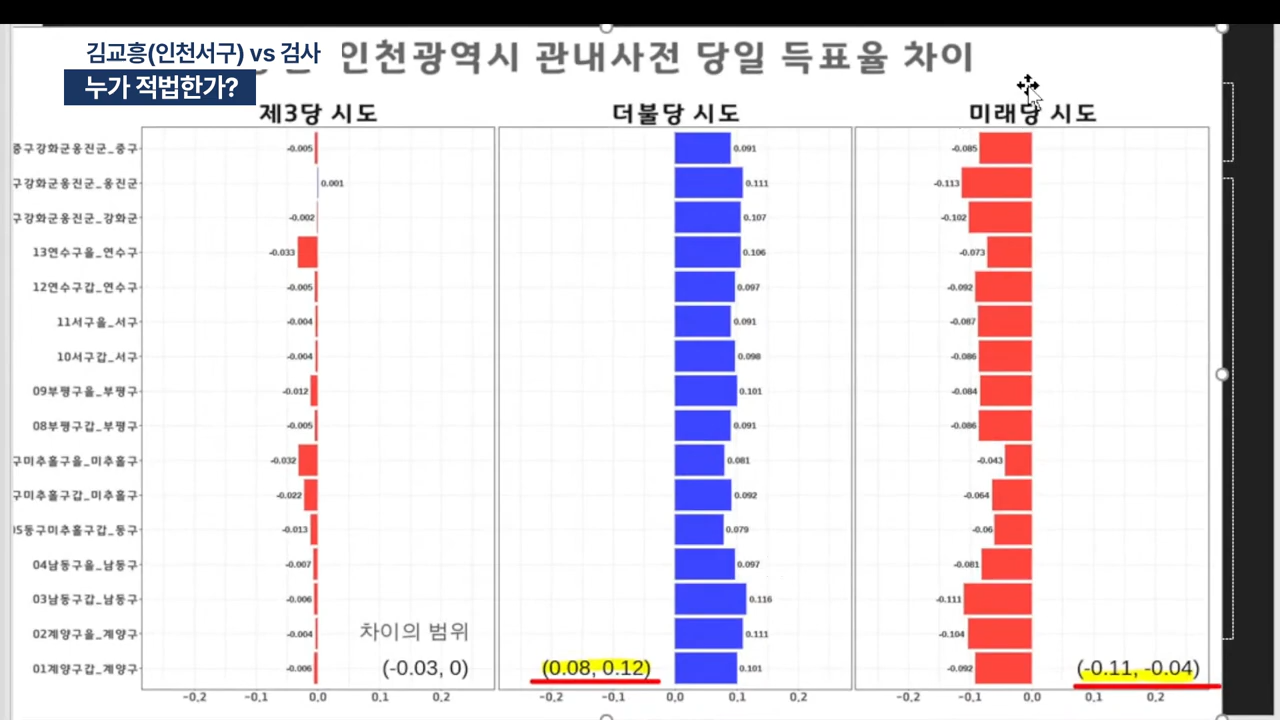 김교흥(인천서구) vs 검사
누가 적법한가?
인천광역시 관내사전 당일 득표율 차이
제3당 시도
더불당 시도
미래당 시도
중구강화군옹진군_중구
구강화군옹진군_옹진군
구강화군옹진군_강화군
13연수구을_연수구
12연수구갑_연수구
11서구을_서구
10서구갑_서구
09부평구을_부평구
08부평구갑_부평구
구미추홀구을_미추홀구
구미추홀구갑_미추홀구
05동구미추홀구갑_동구
04남동구을_남동구
03남동구갑_남동구
02계양구을_계양구
01계양구갑_계양구
-0.005
0.001
-0.002
-0.033
-0.005
-0.004
-0.004
-0.012
-0.005
-0.032
-0.022
-0.013
-0.007
-0.006
-0.004
-0.006
차이의 범위
(-0.03, 0)
-0.2 -0.1 0.0 0.1 0.2
0.091
0.111
0.107
0.106
0.097
0.091
0.098
0.101
0.091
0.081
0.092
0.079
0.097
0.116
0.111
0.101
(0.08, 0.12)
-0.2 -0.1 0.0 0.1 0.2
-0.085
-0.113
-0.102
-0.073
-0.092
-0.087
-0.086
-0.084
-0.086
-0.043
-0.064
-0.06
-0.081
-0.111
-0.104
-0.092
(-0.11, -0.04)
-0.2 -0.1 0.0 0.1 0.2